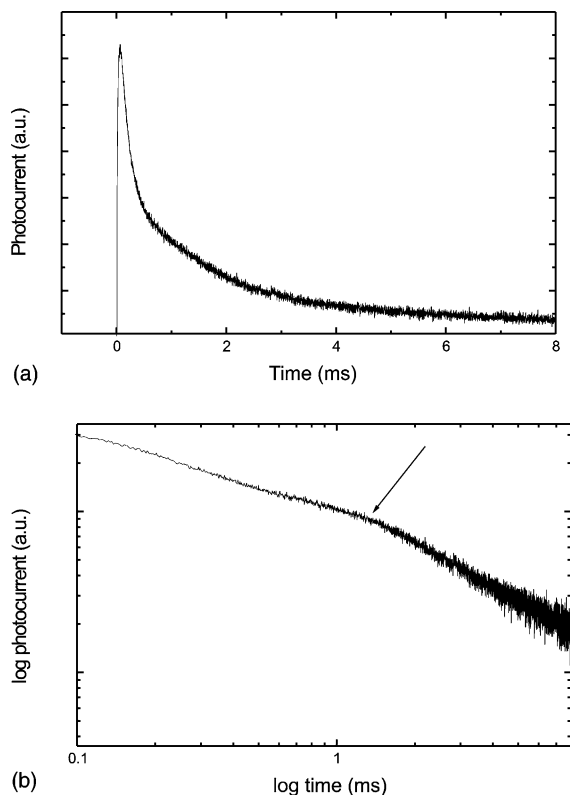 Photocurrent (a.u.)
0 2 4 6 8
(a)
Time (ms)
log photocurrent (a.u.)
0.1 1
(b)
log time (ms)